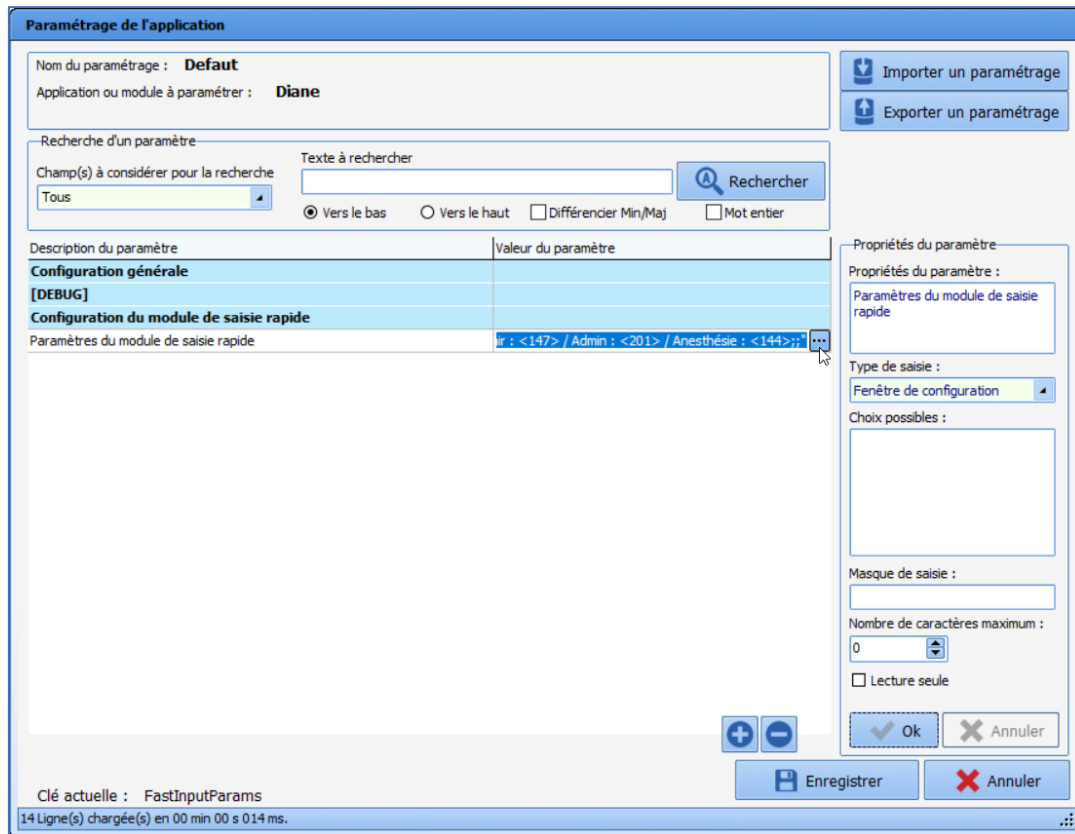 Paramétrage de l'application
Nom du paramétrage : Defaut
Application ou module à paramétrer : Diane
Importer un paramétrage
Exporter un paramétrage
Recherche d'un paramètre
Champ(s) à considérer pour la recherche
Tous
Texte à rechercher
Rechercher
Vers le bas
Vers le haut
Différencier Min/Maj
Mot entier
Description du paramètre
Valeur du paramètre
Configuration générale
[DEBUG]
Configuration du module de saisie rapide
Paramètres du module de saisie rapide
: <147> / Admin : <201> / Anesthésie : <144>;;"
...
Propriétés du paramètre
Propriétés du paramètre :
Paramètres du module de saisie
rapide
Type de saisie :
Fenêtre de configuration
Choix possibles :
Masque de saisie :
Nombre de caractères maximum :
0
Lecture seule
Ok
Annuler
Enregistrer
Annuler
Clé actuelle : FastInputParams
14 Ligne(s) chargée(s) en 00 min 00 s 014 ms.